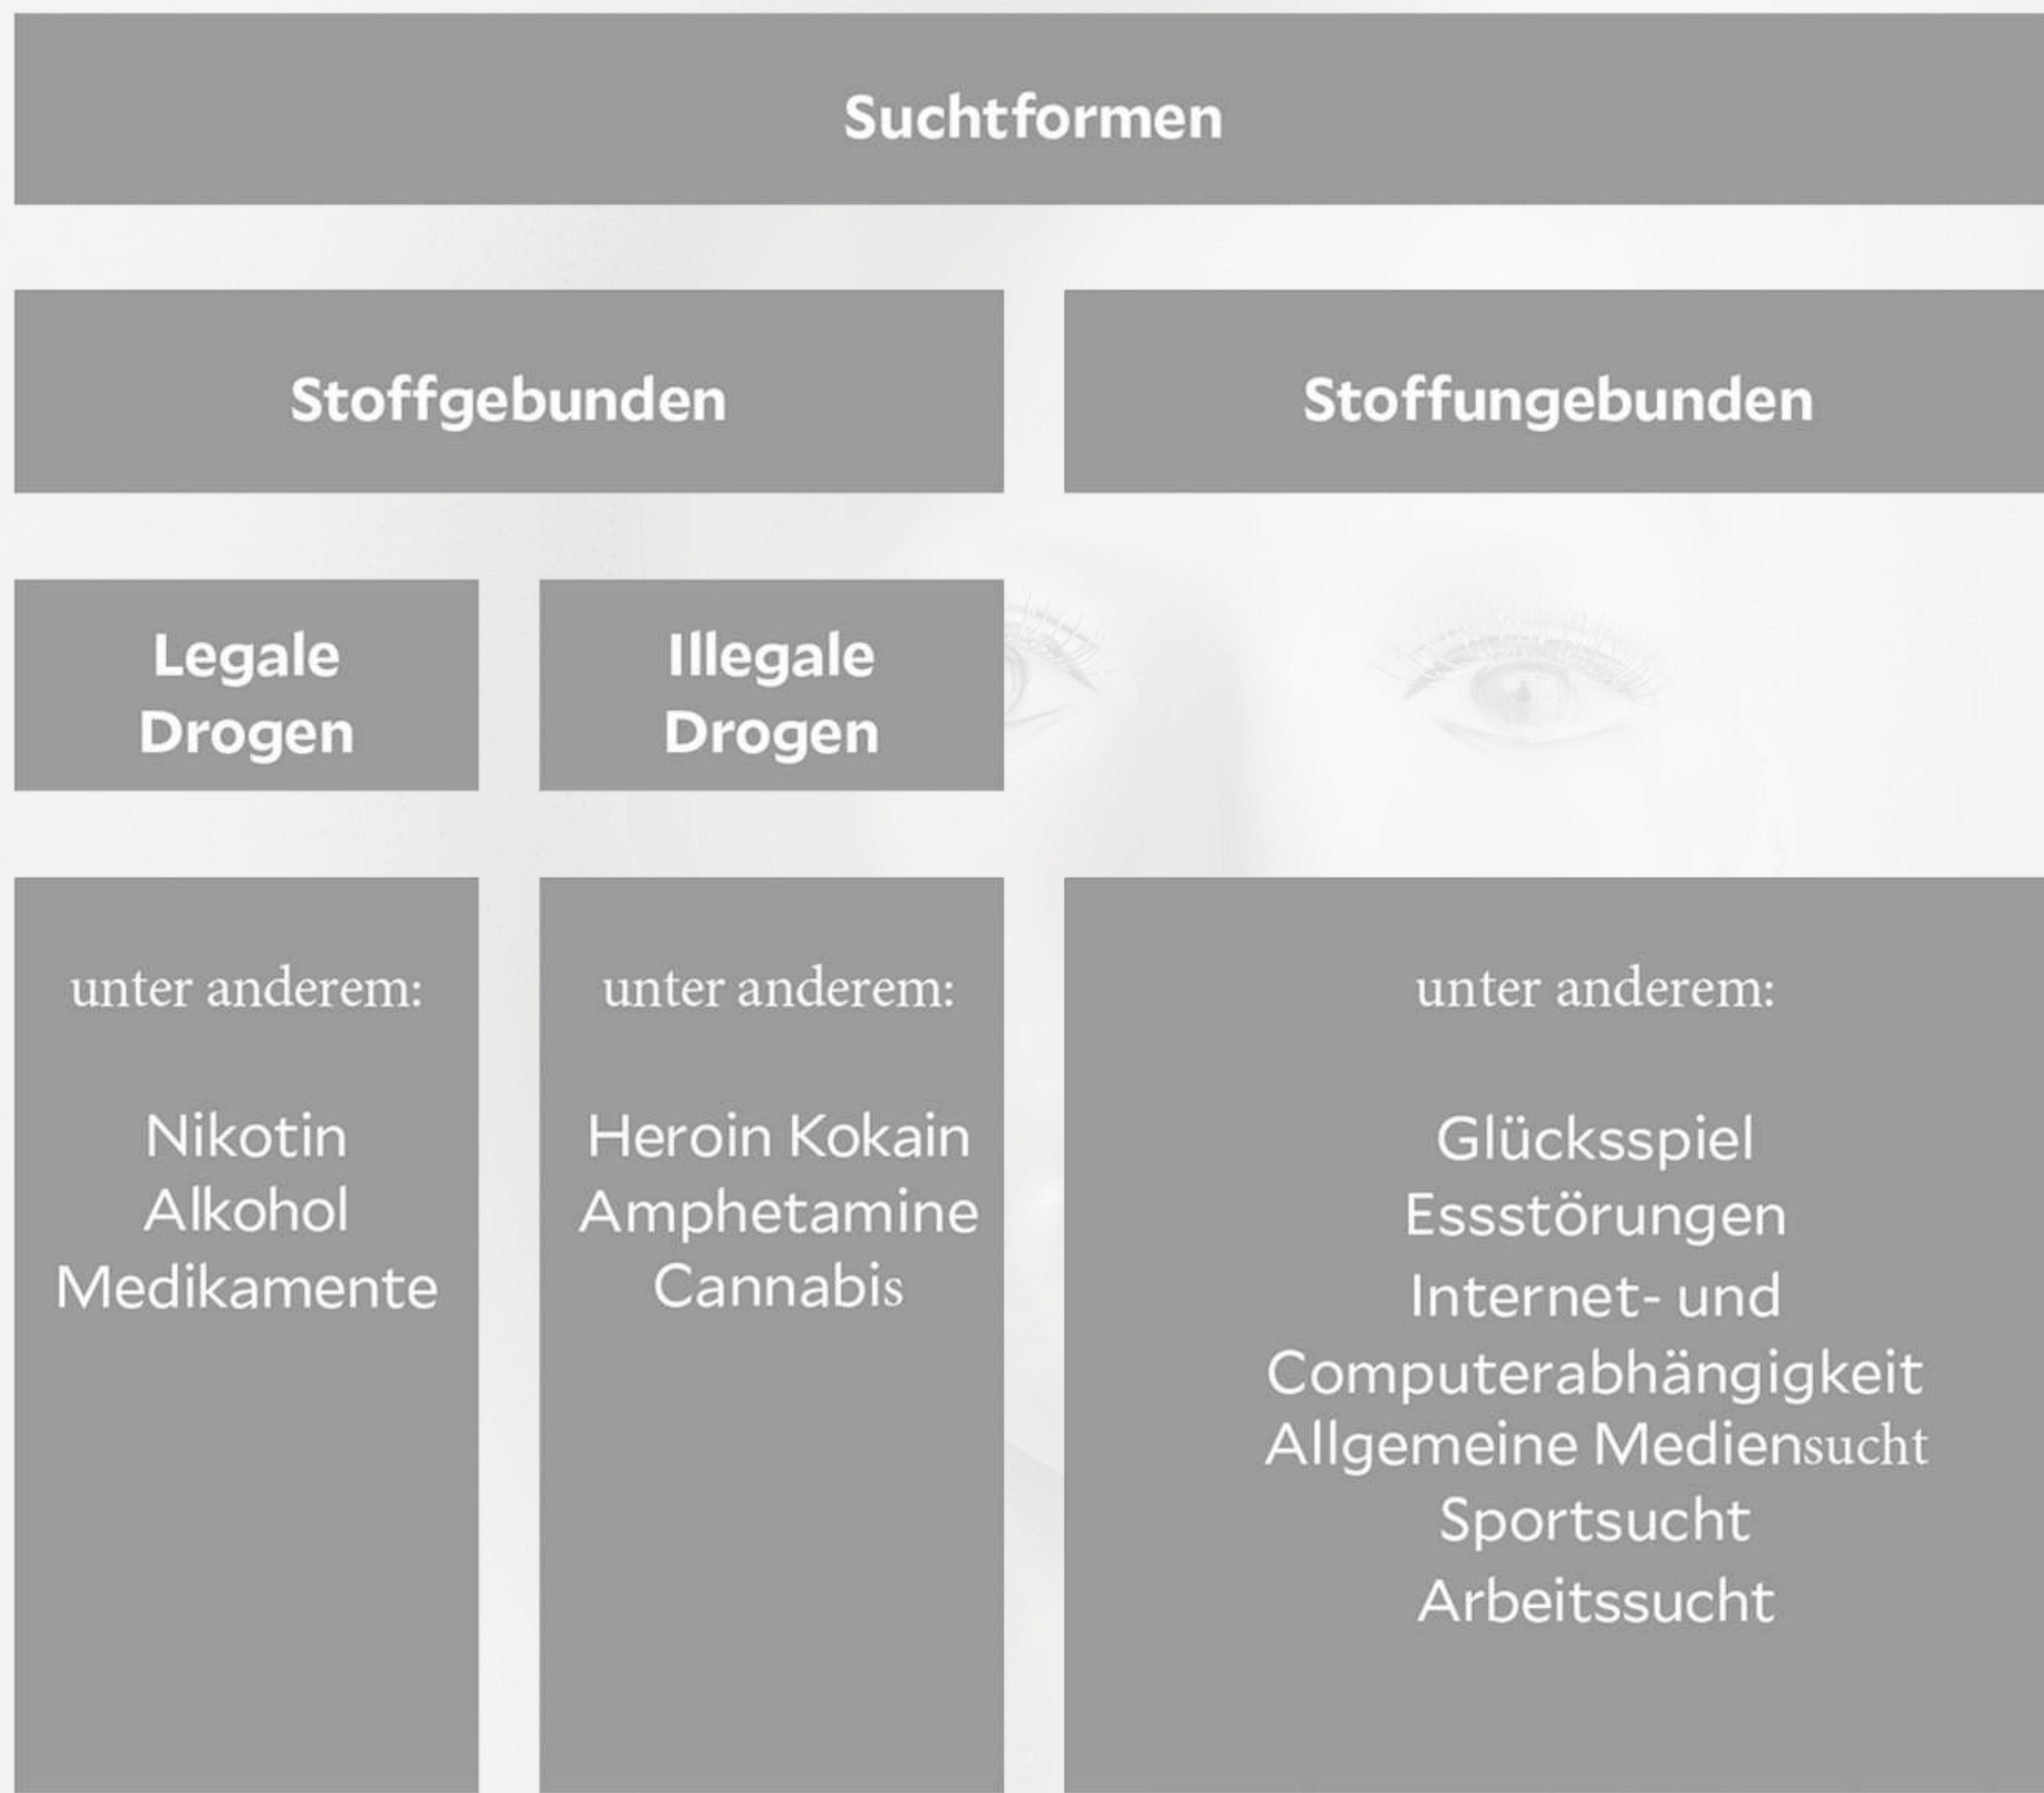 Suchtformen
Stoffgebunden
Stoffungebunden
Legale
Drogen
Illegale
Drogen
unter anderem:
Nikotin
Alkohol
Medikamente
unter anderem:
Heroin Kokain
Amphetamine
Cannabis
unter anderem:
Glücksspiel
Essstörungen
Internet- und
Computerabhängigkeit
Allgemeine Mediensucht
Sportsucht
Arbeitssucht